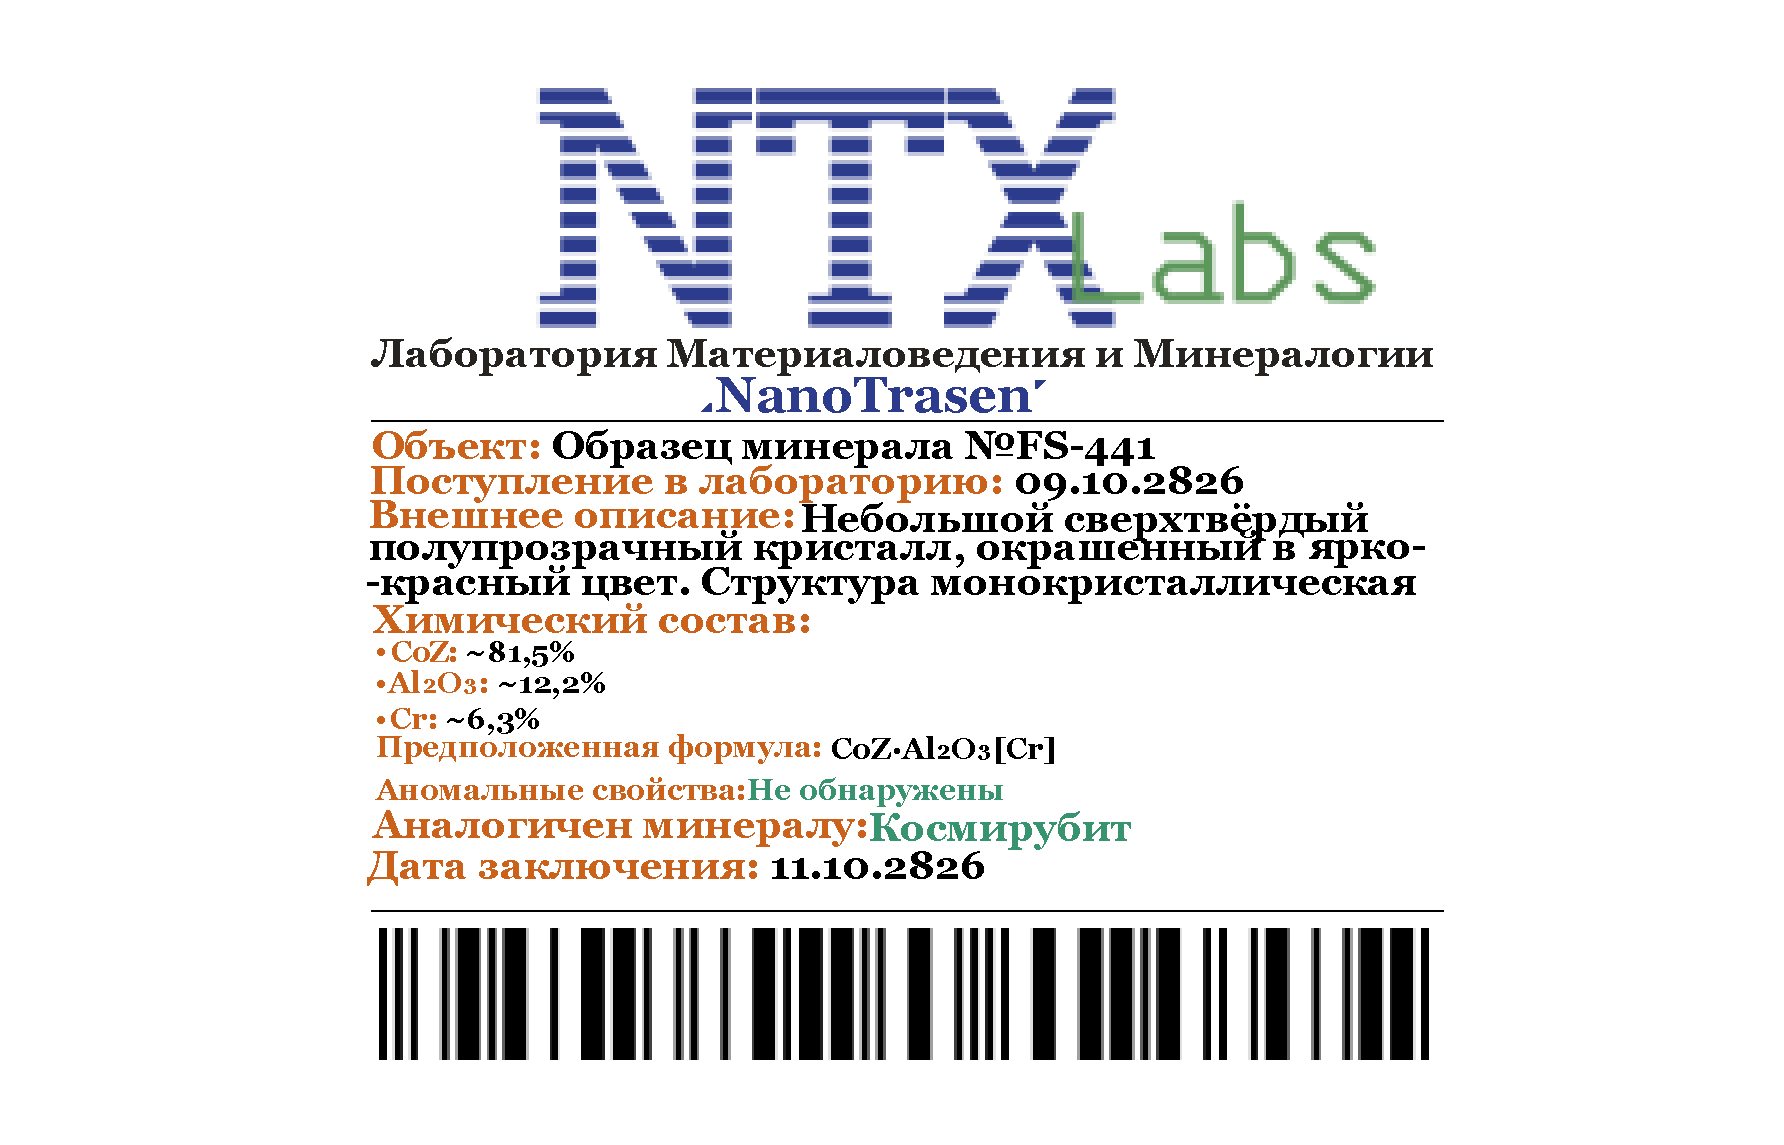 NTX Labs
Лаборатория Материаловедения и Минералогии
NanoTrasen
Объект: Образец минерала №FS-441
Поступление в лабораторию: 09.10.2826
Внешнее описание: Небольшой сверхтвёрдый
полупрозрачный кристалл, окрашенный в ярко-
-красный цвет. Структура монокристаллическая
Химический состав:
•CoZ: ~81,5%
•Al2O3: ~12,2%
•Cr: ~6,3%
Предположенная формула: CoZ·Al2O3[Cr]
Аномальные свойства:Не обнаружены
Аналогичен минералу:Космирубит
Дата заключения: 11.10.2826